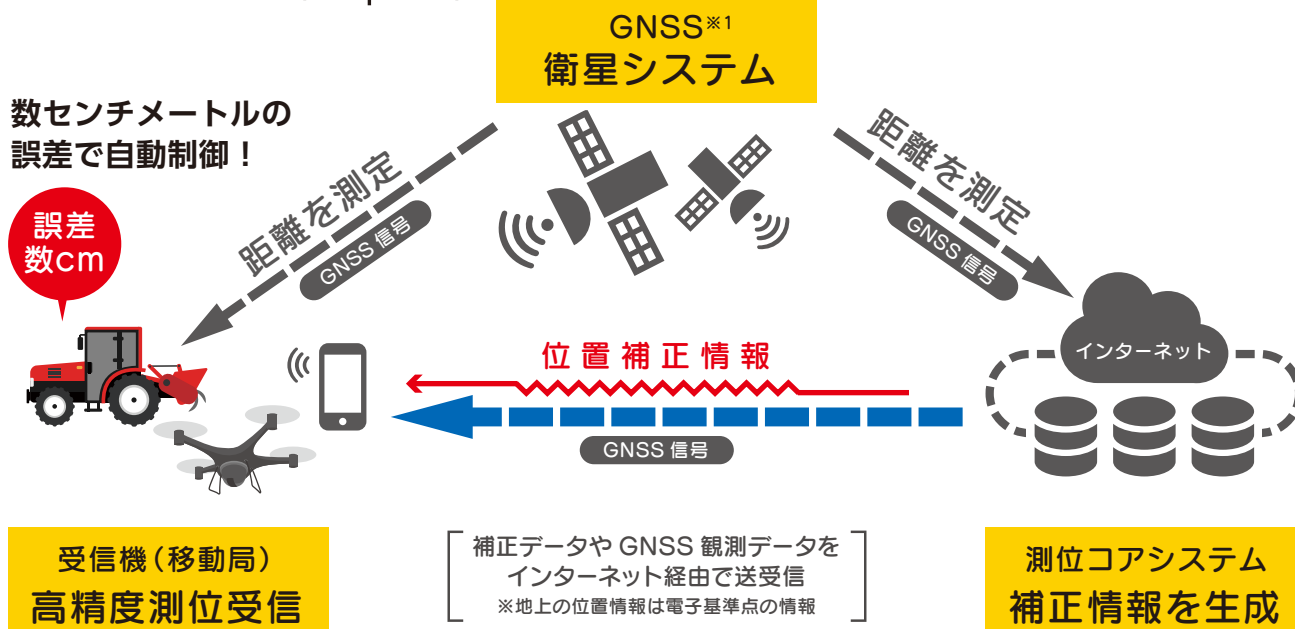 GNSS※1
衛星システム
数センチメートルの
誤差で自動制御！
誤差
数cm
距離を測定
GNSS 信号
距離を測定
GNSS 信号
インターネット
位置補正情報
GNSS 信号
受信機（移動局）
高精度測位受信
補正データや GNSS 観測データを
インターネット経由で送受信
※地上の位置情報は電子基準点の情報
測位コアシステム
補正情報を生成